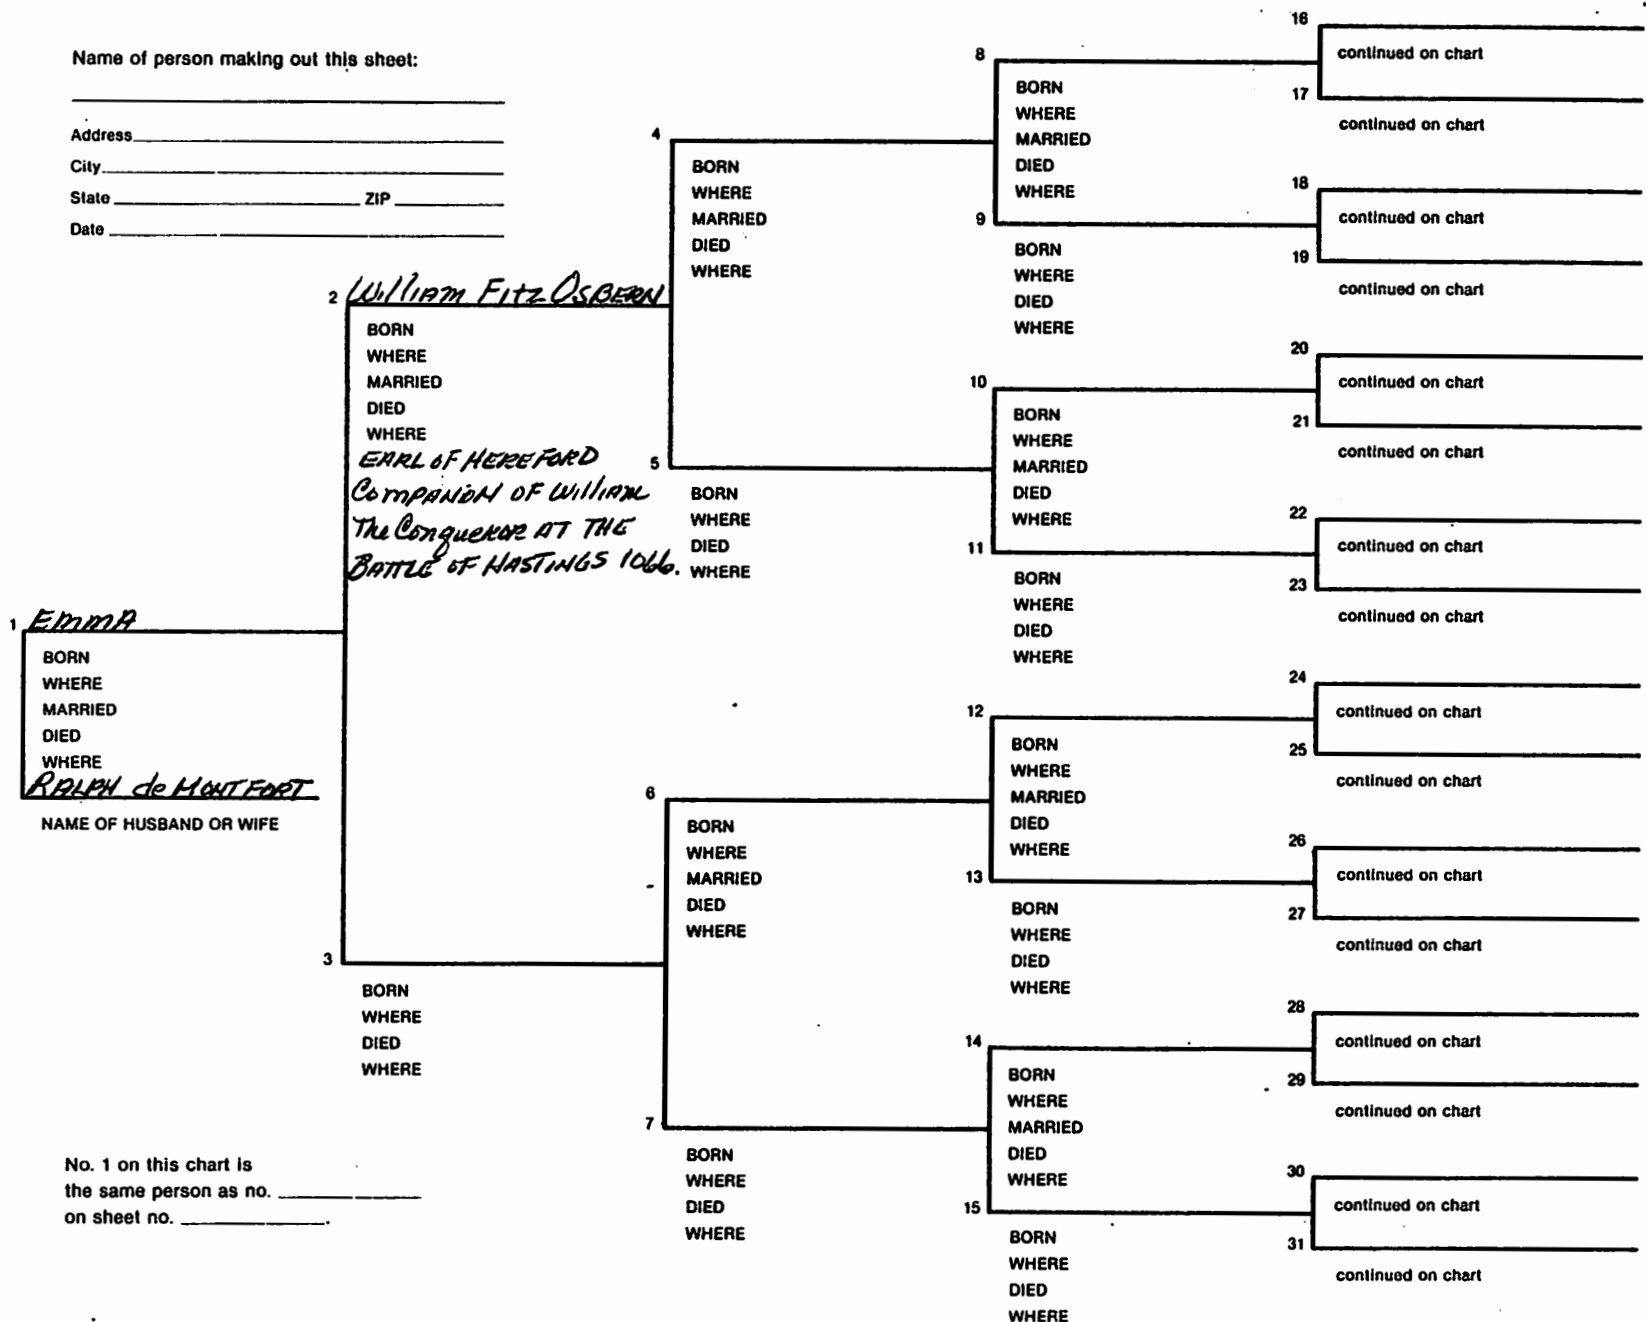 Name of person making out this sheet:
Address
City
State ZIP
Date
1 EMMA
BORN
WHERE
MARRIED
DIED
WHERE
RALPH de MONTFORT
NAME OF HUSBAND OR WIFE
2 William Fitz Osbern
BORN
WHERE
MARRIED
DIED
WHERE
EARL OF HEREFORD
COMPANION OF William
The Conqueror AT THE
BATTLE OF HASTINGS 1066.
3
BORN
WHERE
DIED
WHERE
4
BORN
WHERE
MARRIED
DIED
WHERE
5
BORN
WHERE
DIED
WHERE
6
BORN
WHERE
MARRIED
DIED
WHERE
7
BORN
WHERE
DIED
WHERE
8
BORN
WHERE
MARRIED
DIED
WHERE
9
BORN
WHERE
DIED
WHERE
10
BORN
WHERE
MARRIED
DIED
WHERE
11
BORN
WHERE
DIED
WHERE
12
BORN
WHERE
MARRIED
DIED
WHERE
13
BORN
WHERE
DIED
WHERE
14
BORN
WHERE
MARRIED
DIED
WHERE
15
BORN
WHERE
DIED
WHERE
16
continued on chart
17
continued on chart
18
continued on chart
19
continued on chart
20
continued on chart
21
continued on chart
22
continued on chart
23
continued on chart
24
continued on chart
25
continued on chart
26
continued on chart
27
continued on chart
28
continued on chart
29
continued on chart
30
continued on chart
31
continued on chart
No. 1 on this chart is
the same person as no.
on sheet no. .